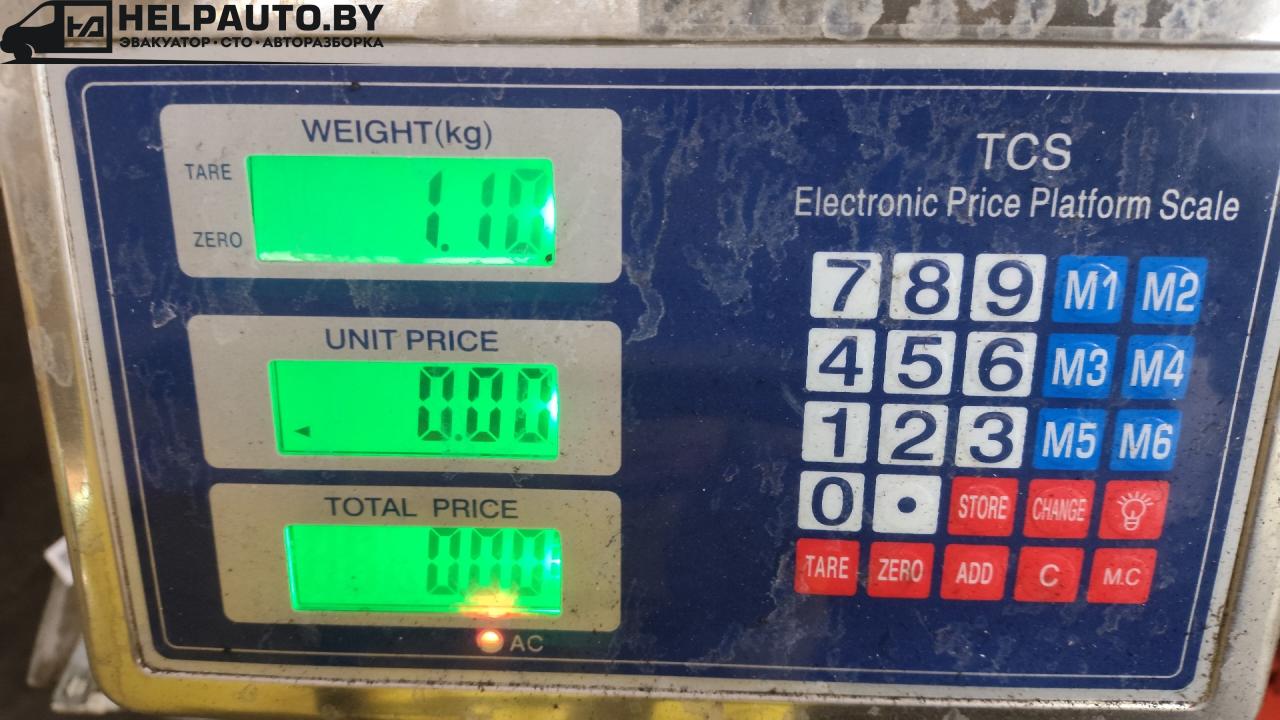 HELPAUTO.BY
ЭВАКУАТОР·СТО·АВТОРАЗБОРКА
WEIGHT(kg)
TARE
1.10
ZERO
UNIT PRICE
0.00
TOTAL PRICE
0.00
AC
TCS
Electronic Price Platform Scale
7 8 9 M1 M2
4 5 6 M3 M4
1 2 3 M5 M6
0 . STORE CHANGE
TARE ZERO ADD C M.C